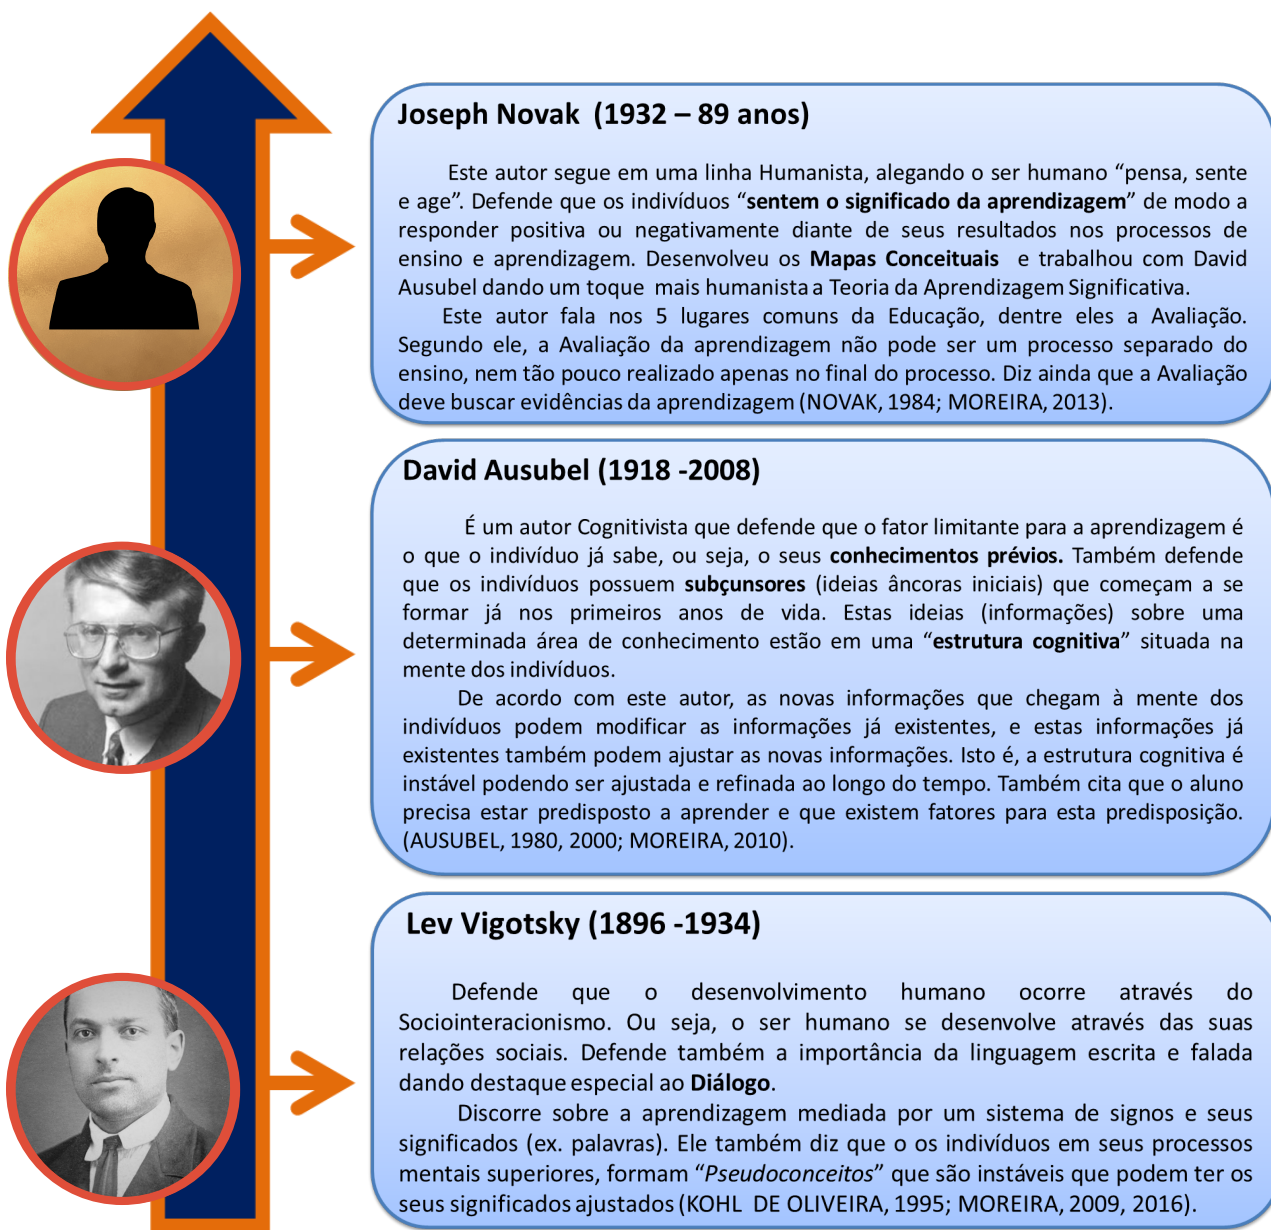 Joseph Novak (1932 – 89 anos)
Este autor segue em uma linha Humanista, alegando o ser humano “pensa, sente
e age”. Defende que os indivíduos “sentem o significado da aprendizagem” de modo a
responder positiva ou negativamente diante de seus resultados nos processos de
ensino e aprendizagem. Desenvolveu os Mapas Conceituais e trabalhou com David
Ausubel dando um toque mais humanista a Teoria da Aprendizagem Significativa.
Este autor fala nos 5 lugares comuns da Educação, dentre eles a Avaliação.
Segundo ele, a Avaliação da aprendizagem não pode ser um processo separado do
ensino, nem tão pouco realizado apenas no final do processo. Diz ainda que a Avaliação
deve buscar evidências da aprendizagem (NOVAK, 1984; MOREIRA, 2013).
David Ausubel (1918 -2008)
É um autor Cognitivista que defende que o fator limitante para a aprendizagem é
o que o indivíduo já sabe, ou seja, o seus conhecimentos prévios. Também defende
que os indivíduos possuem subçunsores (ideias âncoras iniciais) que começam a se
formar já nos primeiros anos de vida. Estas ideias (informações) sobre uma
determinada área de conhecimento estão em uma “estrutura cognitiva” situada na
mente dos indivíduos.
De acordo com este autor, as novas informações que chegam à mente dos
indivíduos podem modificar as informações já existentes, e estas informações já
existentes também podem ajustar as novas informações. Isto é, a estrutura cognitiva é
instável podendo ser ajustada e refinada ao longo do tempo. Também cita que o aluno
precisa estar predisposto a aprender e que existem fatores para esta predisposição.
(AUSUBEL, 1980, 2000; MOREIRA, 2010).
Lev Vigotsky (1896 -1934)
Defende que o desenvolvimento humano ocorre através do
Sociointeracionismo. Ou seja, o ser humano se desenvolve através das suas
relações sociais. Defende também a importância da linguagem escrita e falada
dando destaque especial ao Diálogo.
Discorre sobre a aprendizagem mediada por um sistema de signos e seus
significados (ex. palavras). Ele também diz que o os indivíduos em seus processos
mentais superiores, formam “Pseudoconceitos” que são instáveis que podem ter os
seus significados ajustados (KOHL DE OLIVEIRA, 1995; MOREIRA, 2009, 2016).